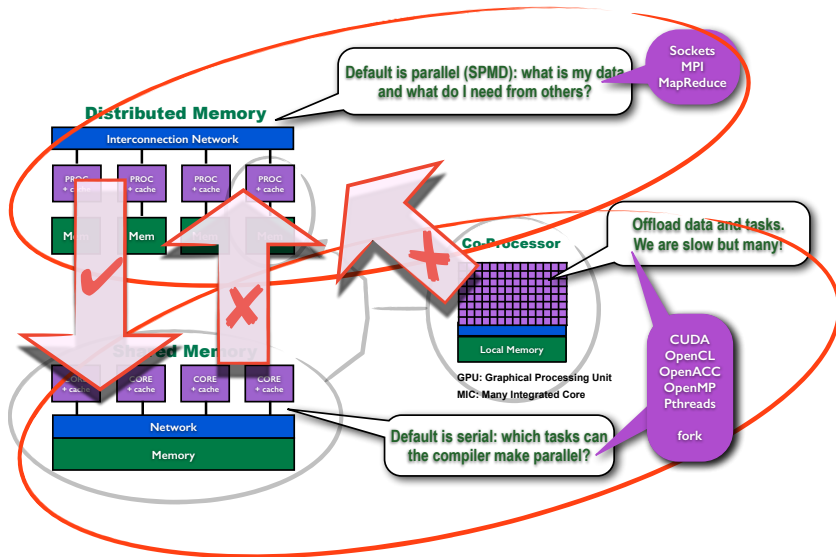 Default is parallel (SPMD): what is my data
and what do I need from others?
Sockets
MPI
MapReduce
Distributed Memory
Interconnection Network
PROC
+ cache
PROC
+ cache
PROC
+ cache
PROC
+ cache
Mem
Mem
Mem
Mem
Offload data and tasks.
We are slow but many!
Co-Processor
Local Memory
GPU: Graphical Processing Unit
MIC: Many Integrated Core
CUDA
OpenCL
OpenACC
OpenMP
Pthreads
fork
Shared Memory
CORE
+ cache
CORE
+ cache
CORE
+ cache
CORE
+ cache
Network
Memory
Default is serial: which tasks can
the compiler make parallel?